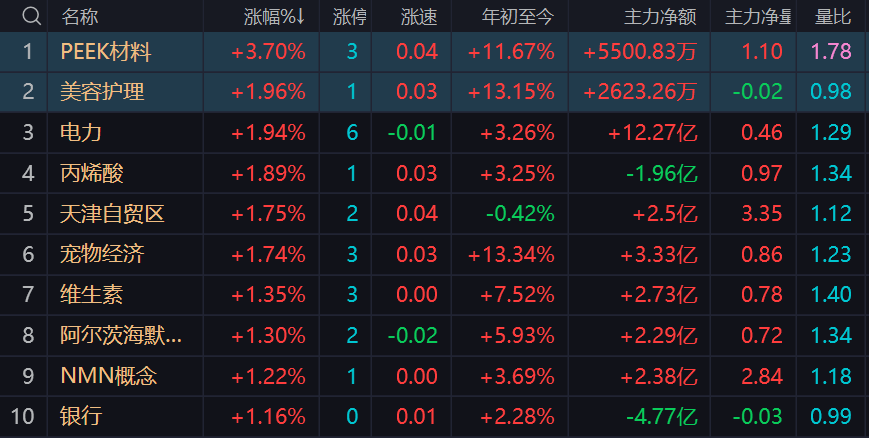 名称 涨幅%↓ 涨停 涨速 年初至今 主力净额 主力净量 量比
1 PEEK材料 +3.70% 3 0.04 +11.67% +5500.83万 1.10 1.78
2 美容护理 +1.96% 1 0.03 +13.15% +2623.26万 -0.02 0.98
3 电力 +1.94% 6 -0.01 +3.26% +12.27亿 0.46 1.29
4 丙烯酸 +1.89% 1 0.03 +3.25% -1.96亿 0.97 1.34
5 天津自贸区 +1.75% 2 0.04 -0.42% +2.5亿 3.35 1.12
6 宠物经济 +1.74% 3 0.03 +13.34% +3.33亿 0.86 1.23
7 维生素 +1.35% 3 0.00 +7.52% +2.73亿 0.78 1.40
8 阿尔茨海默... +1.30% 2 -0.02 +5.93% +2.29亿 0.72 1.34
9 NMN概念 +1.22% 1 0.00 +3.69% +2.38亿 2.84 1.18
10 银行 +1.16% 0 0.01 +2.28% -4.77亿 -0.03 0.99